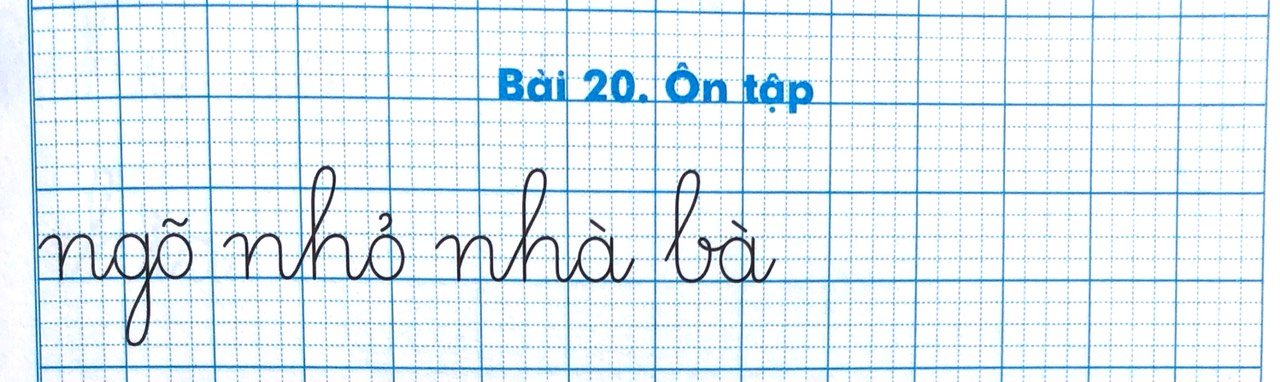 Bài 20. Ôn tập
ngõ nhỏ nhà bà